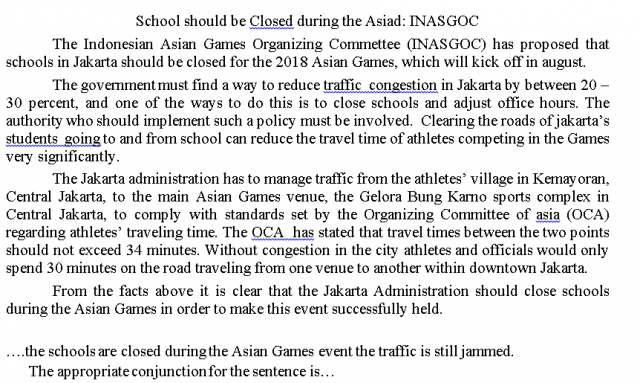 School should be Closed during the Asiad: INASGOC
The Indonesian Asian Games Organizing Commettee (INASGOC) has proposed that
schools in Jakarta should be closed for the 2018 Asian Games, which will kick off in august.
The government must find a way to reduce traffic congestion in Jakarta by between 20 –
30 percent, and one of the ways to do this is to close schools and adjust office hours. The
authority who should implement such a policy must be involved. Clearing the roads of jakarta's
students going to and from school can reduce the travel time of athletes competing in the Games
very significantly.
The Jakarta administration has to manage traffic from the athletes' village in Kemayoran,
Central Jakarta, to the main Asian Games venue, the Gelora Bung Karno sports complex in
Central Jakarta, to comply with standards set by the Organizing Committee of asia (OCA)
regarding athletes' traveling time. The OCA has stated that travel times between the two points
should not exceed 34 minutes. Without congestion in the city athletes and officials would only
spend 30 minutes on the road traveling from one venue to another within downtown Jakarta.
From the facts above it is clear that the Jakarta Administration should close schools
during the Asian Games in order to make this event successfully held.
….the schools are closed during the Asian Games event the traffic is still jammed.
The appropriate conjunction for the sentence is…